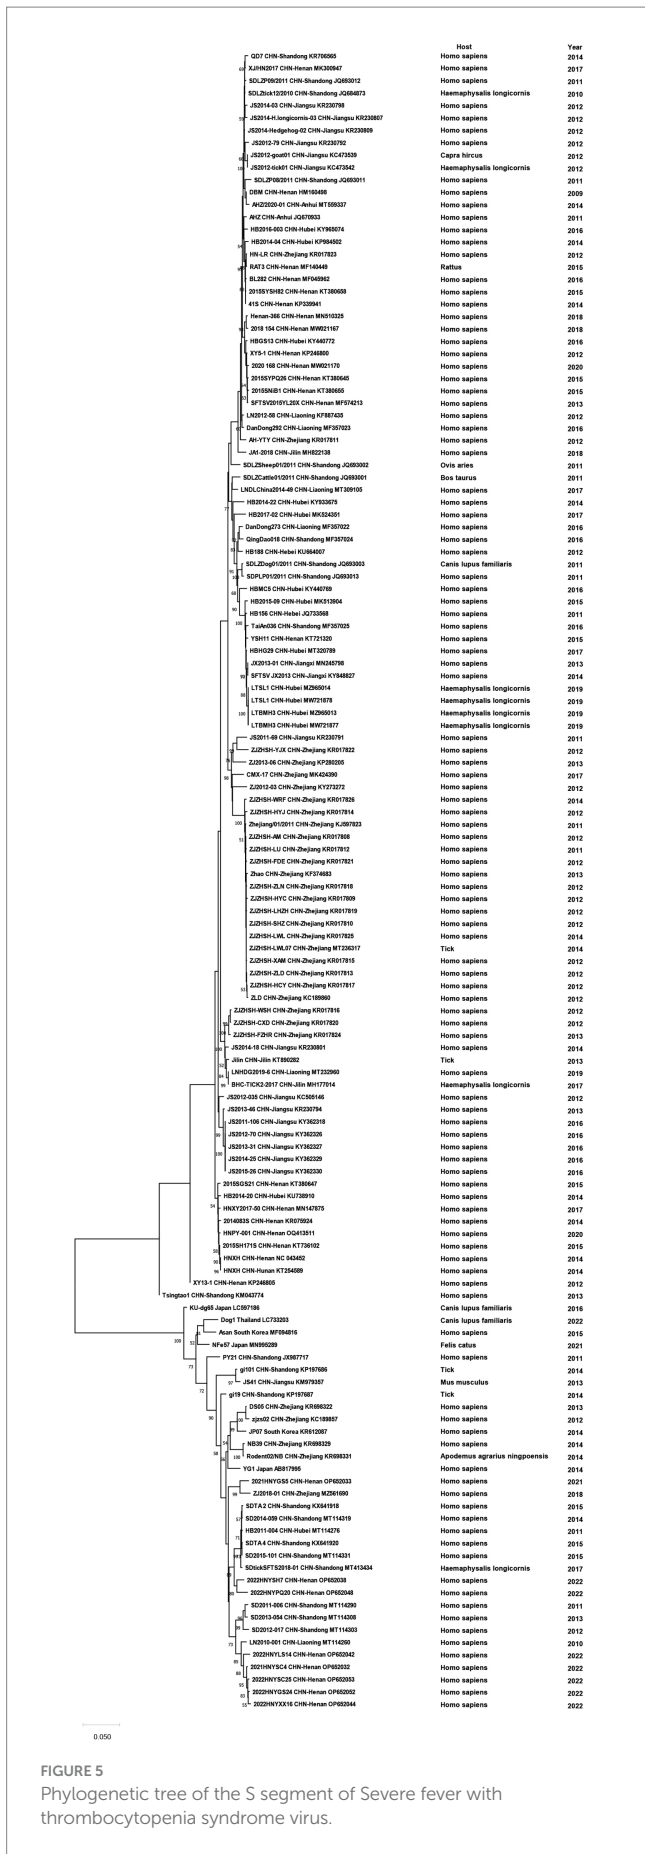 Host Year
QD7 CHN-Shandong KR706565 Homo sapiens 2014
XJ/HN2017 CHN-Henan MK300947 Homo sapiens 2017
SDLZP09/2011 CHN-Shandong JQ693012 Homo sapiens 2011
SDLZtick12/2010 CHN-Shandong JQ684873 Haemaphysalis longicornis 2010
JS2014-03 CHN-Jiangsu KR230798 Homo sapiens 2012
JS2014-H.longicornis-03 CHN-Jiangsu KR230807 Homo sapiens 2012
JS2014-Hedgehog-02 CHN-Jiangsu KR230809 Homo sapiens 2012
JS2012-79 CHN-Jiangsu KR230792 Homo sapiens 2012
JS2012-goat01 CHN-Jiangsu KC473539 Capra hircus 2012
JS2012-tick01 CHN-Jiangsu KC473542 Haemaphysalis longicornis 2012
SDLZP08/2011 CHN-Shandong JQ693011 Homo sapiens 2011
DBM CHN-Henan HM160498 Homo sapiens 2009
AHZ/2020-01 CHN-Anhui MT559337 Homo sapiens 2014
AHZ CHN-Anhui JQ670933 Homo sapiens 2011
HB2016-003 CHN-Hubei KY965074 Homo sapiens 2016
HB2014-04 CHN-Hubei KP984502 Homo sapiens 2014
HN-LR CHN-Zhejiang KR017823 Homo sapiens 2012
RAT3 CHN-Henan MF140449 Rattus 2015
BL282 CHN-Henan MF045962 Homo sapiens 2016
2015SYSH82 CHN-Henan KT380658 Homo sapiens 2015
41S CHN-Henan KP339941 Homo sapiens 2014
Henan-366 CHN-Henan MN510325 Homo sapiens 2018
2018 154 CHN-Henan MW021167 Homo sapiens 2018
HBGS13 CHN-Hubei KY440772 Homo sapiens 2016
XY5-1 CHN-Henan KP246800 Homo sapiens 2012
2020 168 CHN-Henan MW021170 Homo sapiens 2020
2015SYPQ26 CHN-Henan KT380645 Homo sapiens 2015
2015SNiB1 CHN-Henan KT380655 Homo sapiens 2015
SFTSV2015YL20X CHN-Henan MF574213 Homo sapiens 2013
LN2012-58 CHN-Liaoning KF887435 Homo sapiens 2012
DanDong292 CHN-Liaoning MF357023 Homo sapiens 2016
AH-YTY CHN-Zhejiang KR017811 Homo sapiens 2012
JA1-2018 CHN-Jilin MH822138 Homo sapiens 2018
SDLZSheep01/2011 CHN-Shandong JQ693002 Ovis aries 2011
SDLZCattle01/2011 CHN-Shandong JQ693001 Bos taurus 2011
LNDLChina2014-49 CHN-Liaoning MT309105 Homo sapiens 2017
HB2014-22 CHN-Hubei KY933675 Homo sapiens 2014
HB2017-02 CHN-Hubei MK524351 Homo sapiens 2017
DanDong273 CHN-Liaoning MF357022 Homo sapiens 2016
QingDao018 CHN-Shandong MF357024 Homo sapiens 2016
HB188 CHN-Hebei KU664007 Homo sapiens 2012
SDLZDog01/2011 CHN-Shandong JQ693003 Canis lupus familiaris 2011
SDPLP01/2011 CHN-Shandong JQ693013 Homo sapiens 2011
HBMC5 CHN-Hubei KY440769 Homo sapiens 2016
HB2015-09 CHN-Hubei MK513904 Homo sapiens 2015
HB156 CHN-Hebei JQ733568 Homo sapiens 2011
TaiAn036 CHN-Shandong MF357025 Homo sapiens 2016
YSH11 CHN-Henan KT721320 Homo sapiens 2015
HBHG29 CHN-Hubei MT320789 Homo sapiens 2017
JX2013-01 CHN-Jiangxi MN245798 Homo sapiens 2013
SFTSV JX2013 CHN-Jiangxi KY848827 Homo sapiens 2014
LTSL1 CHN-Hubei MZ965014 Haemaphysalis longicornis 2019
LTSL1 CHN-Hubei MW721878 Haemaphysalis longicornis 2019
LTBMH3 CHN-Hubei MZ965013 Haemaphysalis longicornis 2019
LTBMH3 CHN-Hubei MW721877 Haemaphysalis longicornis 2019
JS2011-69 CHN-Jiangsu KR230791 Homo sapiens 2011
ZJZHSH-YJX CHN-Zhejiang KR017822 Homo sapiens 2012
ZJ2013-06 CHN-Zhejiang KP280205 Homo sapiens 2013
CMX-17 CHN-Zhejiang MK424390 Homo sapiens 2017
ZJ2012-03 CHN-Zhejiang KY273272 Homo sapiens 2012
ZJZHSH-WRF CHN-Zhejiang KR017826 Homo sapiens 2014
ZJZHSH-HYJ CHN-Zhejiang KR017814 Homo sapiens 2012
Zhejiang/01/2011 CHN-Zhejiang KJ597823 Homo sapiens 2011
ZJZHSH-AM CHN-Zhejiang KR017808 Homo sapiens 2012
ZJZHSH-LU CHN-Zhejiang KR017812 Homo sapiens 2011
ZJZHSH-FDE CHN-Zhejiang KR017821 Homo sapiens 2012
Zhao CHN-Zhejiang KF374683 Homo sapiens 2013
ZJZHSH-ZLN CHN-Zhejiang KR017818 Homo sapiens 2012
ZJZHSH-HYC CHN-Zhejiang KR017809 Homo sapiens 2012
ZJZHSH-LHZH CHN-Zhejiang KR017819 Homo sapiens 2012
ZJZHSH-SHZ CHN-Zhejiang KR017810 Homo sapiens 2012
ZJZHSH-LWL CHN-Zhejiang KR017825 Homo sapiens 2014
ZJZHSH-LWL07 CHN-Zhejiang MT236317 Tick 2014
ZJZHSH-XAM CHN-Zhejiang KR017815 Homo sapiens 2012
ZJZHSH-ZLD CHN-Zhejiang KR017813 Homo sapiens 2012
ZJZHSH-HCY CHN-Zhejiang KR017817 Homo sapiens 2012
ZLD CHN-Zhejiang KC189860 Homo sapiens 2012
ZJZHSH-WSH CHN-Zhejiang KR017816 Homo sapiens 2012
ZJZHSH-CXD CHN-Zhejiang KR017820 Homo sapiens 2012
ZJZHSH-FZHR CHN-Zhejiang KR017824 Homo sapiens 2013
JS2014-18 CHN-Jiangsu KR230801 Homo sapiens 2014
Jilin CHN-Jilin KT890282 Tick 2013
LNHDG2019-6 CHN-Liaoning MT232960 Homo sapiens 2019
BHC-TICK2-2017 CHN-Jilin MH177014 Haemaphysalis longicornis 2017
JS2012-035 CHN-Jiangsu KC505146 Homo sapiens 2012
JS2013-46 CHN-Jiangsu KR230794 Homo sapiens 2013
JS2011-106 CHN-Jiangsu KY362318 Homo sapiens 2016
JS2012-70 CHN-Jiangsu KY362326 Homo sapiens 2016
JS2013-31 CHN-Jiangsu KY362327 Homo sapiens 2016
JS2014-25 CHN-Jiangsu KY362329 Homo sapiens 2016
JS2015-26 CHN-Jiangsu KY362330 Homo sapiens 2016
2015SGS21 CHN-Henan KT380647 Homo sapiens 2015
HB2014-20 CHN-Hubei KU738910 Homo sapiens 2014
HNXY2017-50 CHN-Henan MN147875 Homo sapiens 2017
2014083S CHN-Henan KR075924 Homo sapiens 2014
HNPY-001 CHN-Henan OQ413511 Homo sapiens 2020
2015SH171S CHN-Henan KT736102 Homo sapiens 2015
HNXH CHN-Henan NC 043452 Homo sapiens 2014
HNXH CHN-Hunan KT254589 Homo sapiens 2014
XY13-1 CHN-Henan KP246805 Homo sapiens 2012
Tsingtao1 CHN-Shandong KM043774 Homo sapiens 2013
KU-dg65 Japan LC597186 Canis lupus familiaris 2016
Dog1 Thailand LC733203 Canis lupus familiaris 2022
Asan South Korea MF094816 Homo sapiens 2015
NFe57 Japan MN995289 Felis catus 2021
PY21 CHN-Shandong JX987717 Homo sapiens 2011
gi101 CHN-Shandong KP197686 Tick 2014
JS41 CHN-Jiangsu KM979357 Mus musculus 2013
gi19 CHN-Shandong KP197687 Tick 2014
DS05 CHN-Zhejiang KR698322 Homo sapiens 2013
zjzs02 CHN-Zhejiang KC189857 Homo sapiens 2012
JP07 South Korea KR612087 Homo sapiens 2014
NB39 CHN-Zhejiang KR698329 Homo sapiens 2014
Rodent02/NB CHN-Zhejiang KR698331 Apodemus agrarius ningpoensis 2014
YG1 Japan AB817995 Homo sapiens 2014
2021HNYGS5 CHN-Henan OP652033 Homo sapiens 2021
ZJ2018-01 CHN-Zhejiang MZ561690 Homo sapiens 2018
SDTA2 CHN-Shandong KX641918 Homo sapiens 2015
SD2014-059 CHN-Shandong MT114319 Homo sapiens 2014
HB2011-004 CHN-Hubei MT114276 Homo sapiens 2011
SDTA4 CHN-Shandong KX641920 Homo sapiens 2015
SD2015-101 CHN-Shandong MT114331 Homo sapiens 2015
SDtickSFTS2018-01 CHN-Shandong MT413434 Haemaphysalis longicornis 2017
2022HNYSH7 CHN-Henan OP652038 Homo sapiens 2022
2022HNYPQ20 CHN-Henan OP652048 Homo sapiens 2022
SD2011-006 CHN-Shandong MT114290 Homo sapiens 2011
SD2013-054 CHN-Shandong MT114308 Homo sapiens 2013
SD2012-017 CHN-Shandong MT114303 Homo sapiens 2012
LN2010-001 CHN-Liaoning MT114260 Homo sapiens 2010
2022HNYLS14 CHN-Henan OP652042 Homo sapiens 2022
2021HNYSC4 CHN-Henan OP652032 Homo sapiens 2022
2022HNYSC25 CHN-Henan OP652053 Homo sapiens 2022
2022HNYGS24 CHN-Henan OP652052 Homo sapiens 2022
2022HNYXX16 CHN-Henan OP652044 Homo sapiens 2022
0.050
FIGURE 5
Phylogenetic tree of the S segment of Severe fever with
thrombocytopenia syndrome virus.